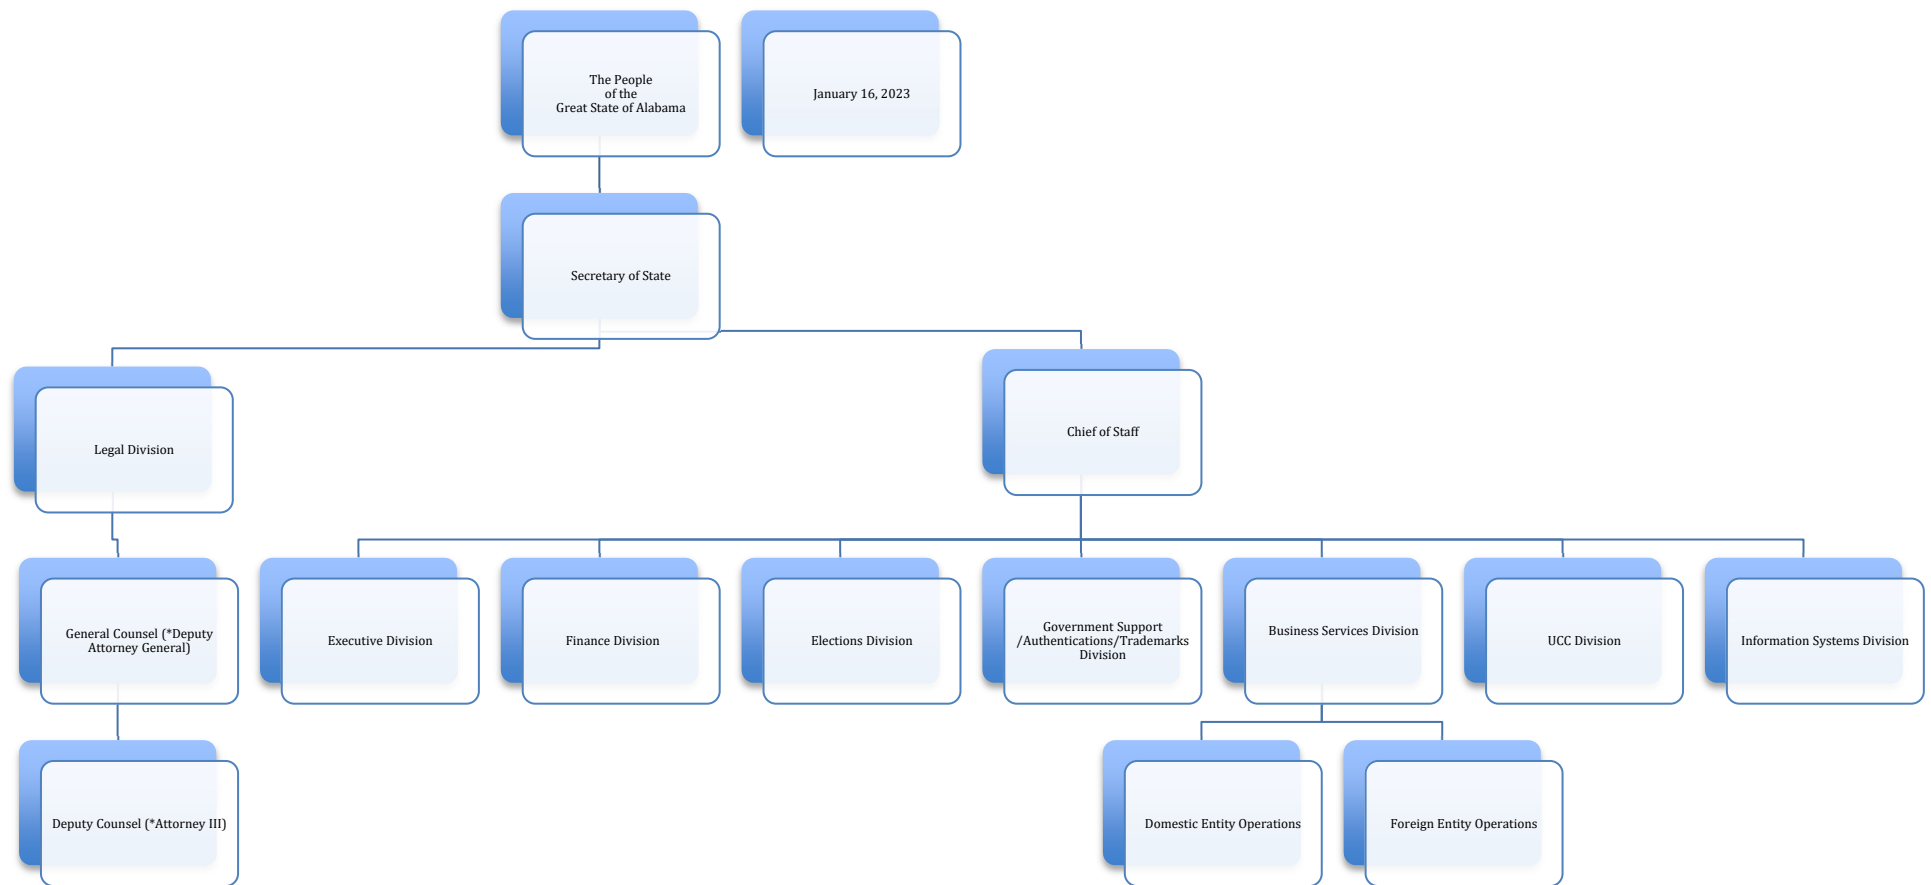 The People
of the
Great State of Alabama
January 16, 2023
Secretary of State
Legal Division
Chief of Staff
General Counsel (*Deputy
Attorney General)
Executive Division
Finance Division
Elections Division
Government Support
/Authentications/Trademarks
Division
Business Services Division
UCC Division
Information Systems Division
Deputy Counsel (*Attorney III)
Domestic Entity Operations
Foreign Entity Operations